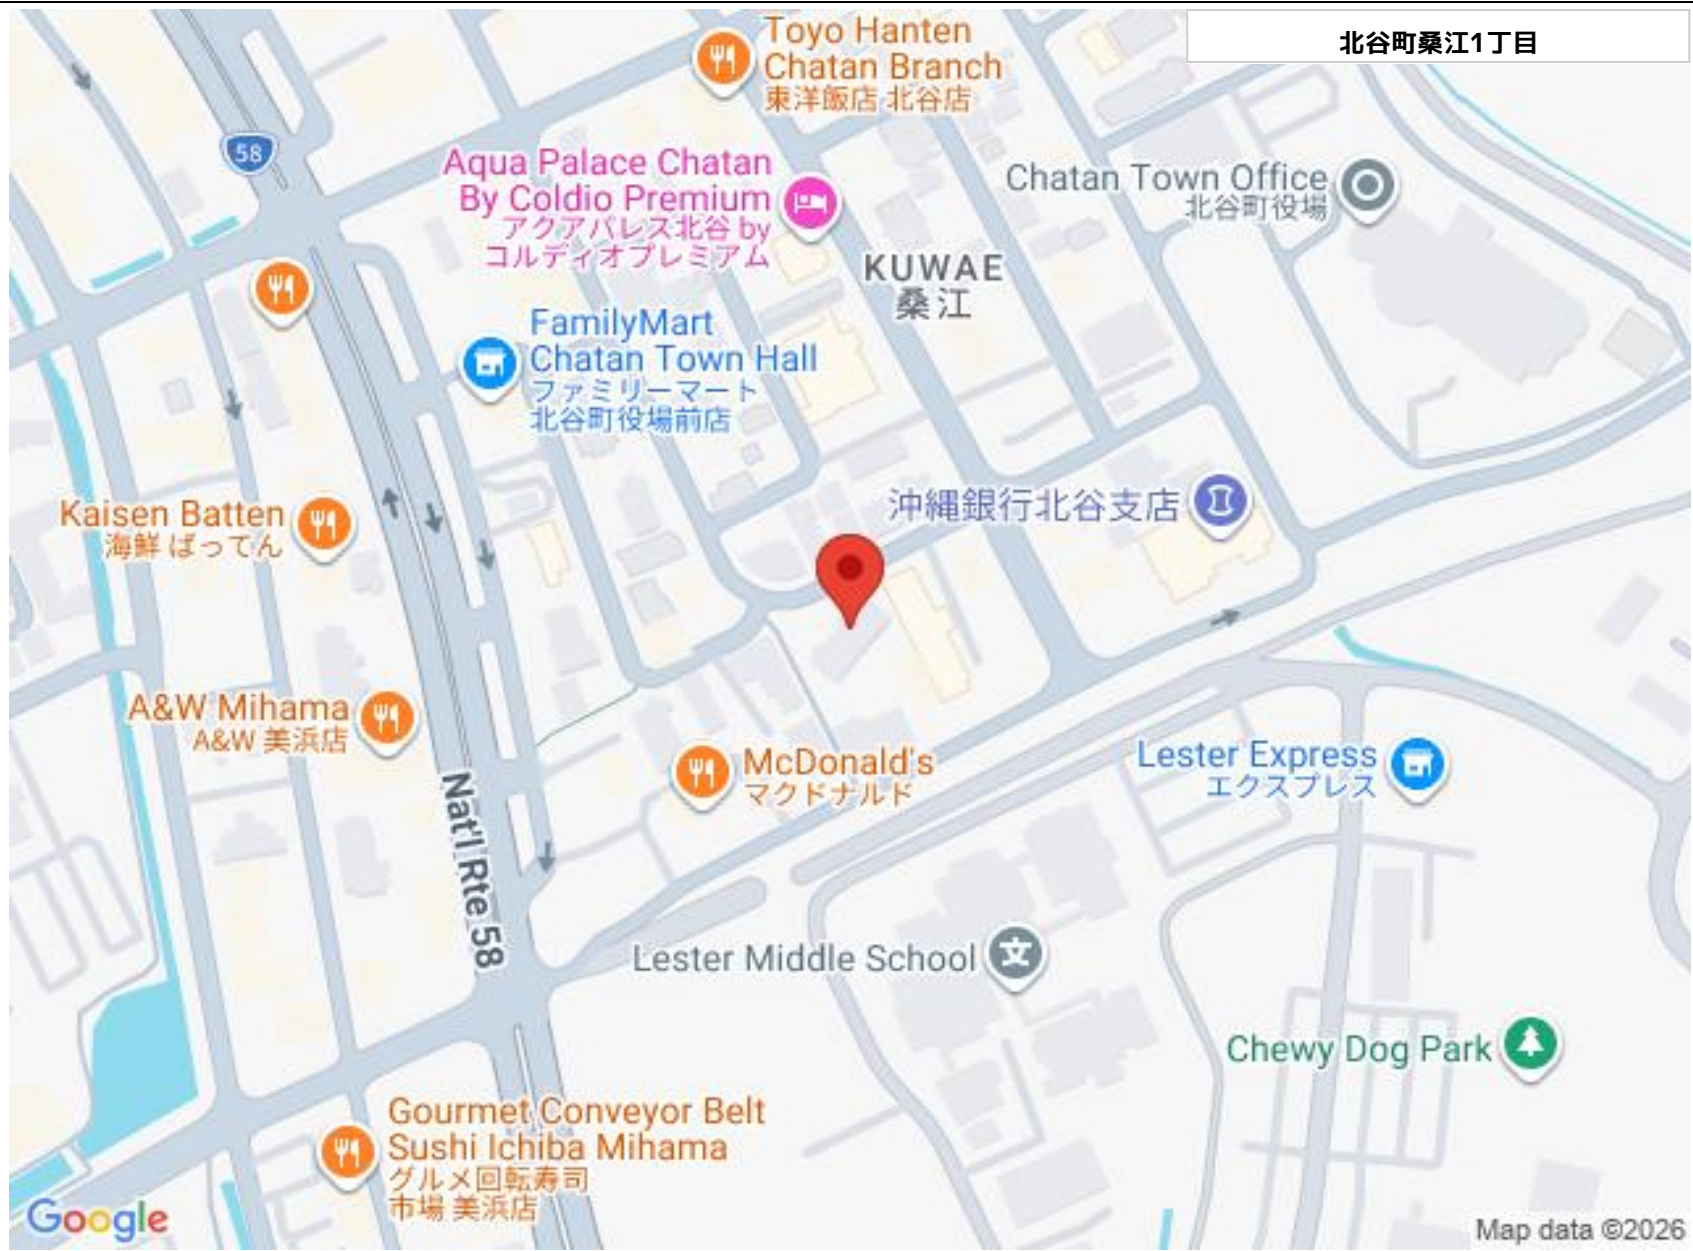 北谷町桑江1丁目
Toyo Hanten
Chatan Branch
東洋飯店 北谷店
58
Aqua Palace Chatan
By Coldio Premium
アクアパレス北谷 by
コルディオプレミアム
Chatan Town Office
北谷町役場
KUWAE
桑江
FamilyMart
Chatan Town Hall
ファミリーマート
北谷町役場前店
Kaisen Batten
海鮮 ばってん
沖縄銀行北谷支店
A&W Mihama
A&W 美浜店
McDonald's
マクドナルド
Lester Express
エクスプレス
Nat'l Rte 58
Lester Middle School
文
Chewy Dog Park
Gourmet Conveyor Belt
Sushi Ichiba Mihama
グルメ回転寿司
市場 美浜店
Google
Map data ©2026